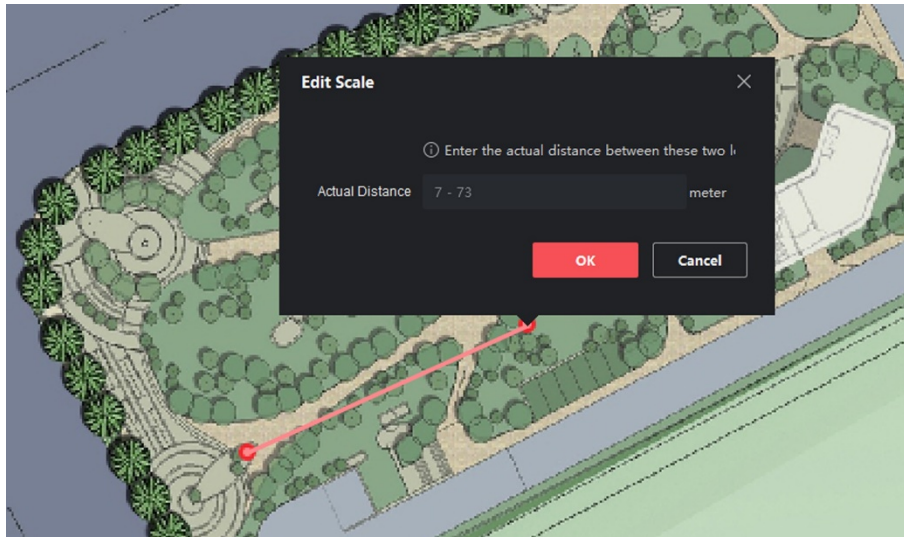 Edit Scale
Enter the actual distance between these two
Actual Distance 7 - 73 meter
OK Cancel